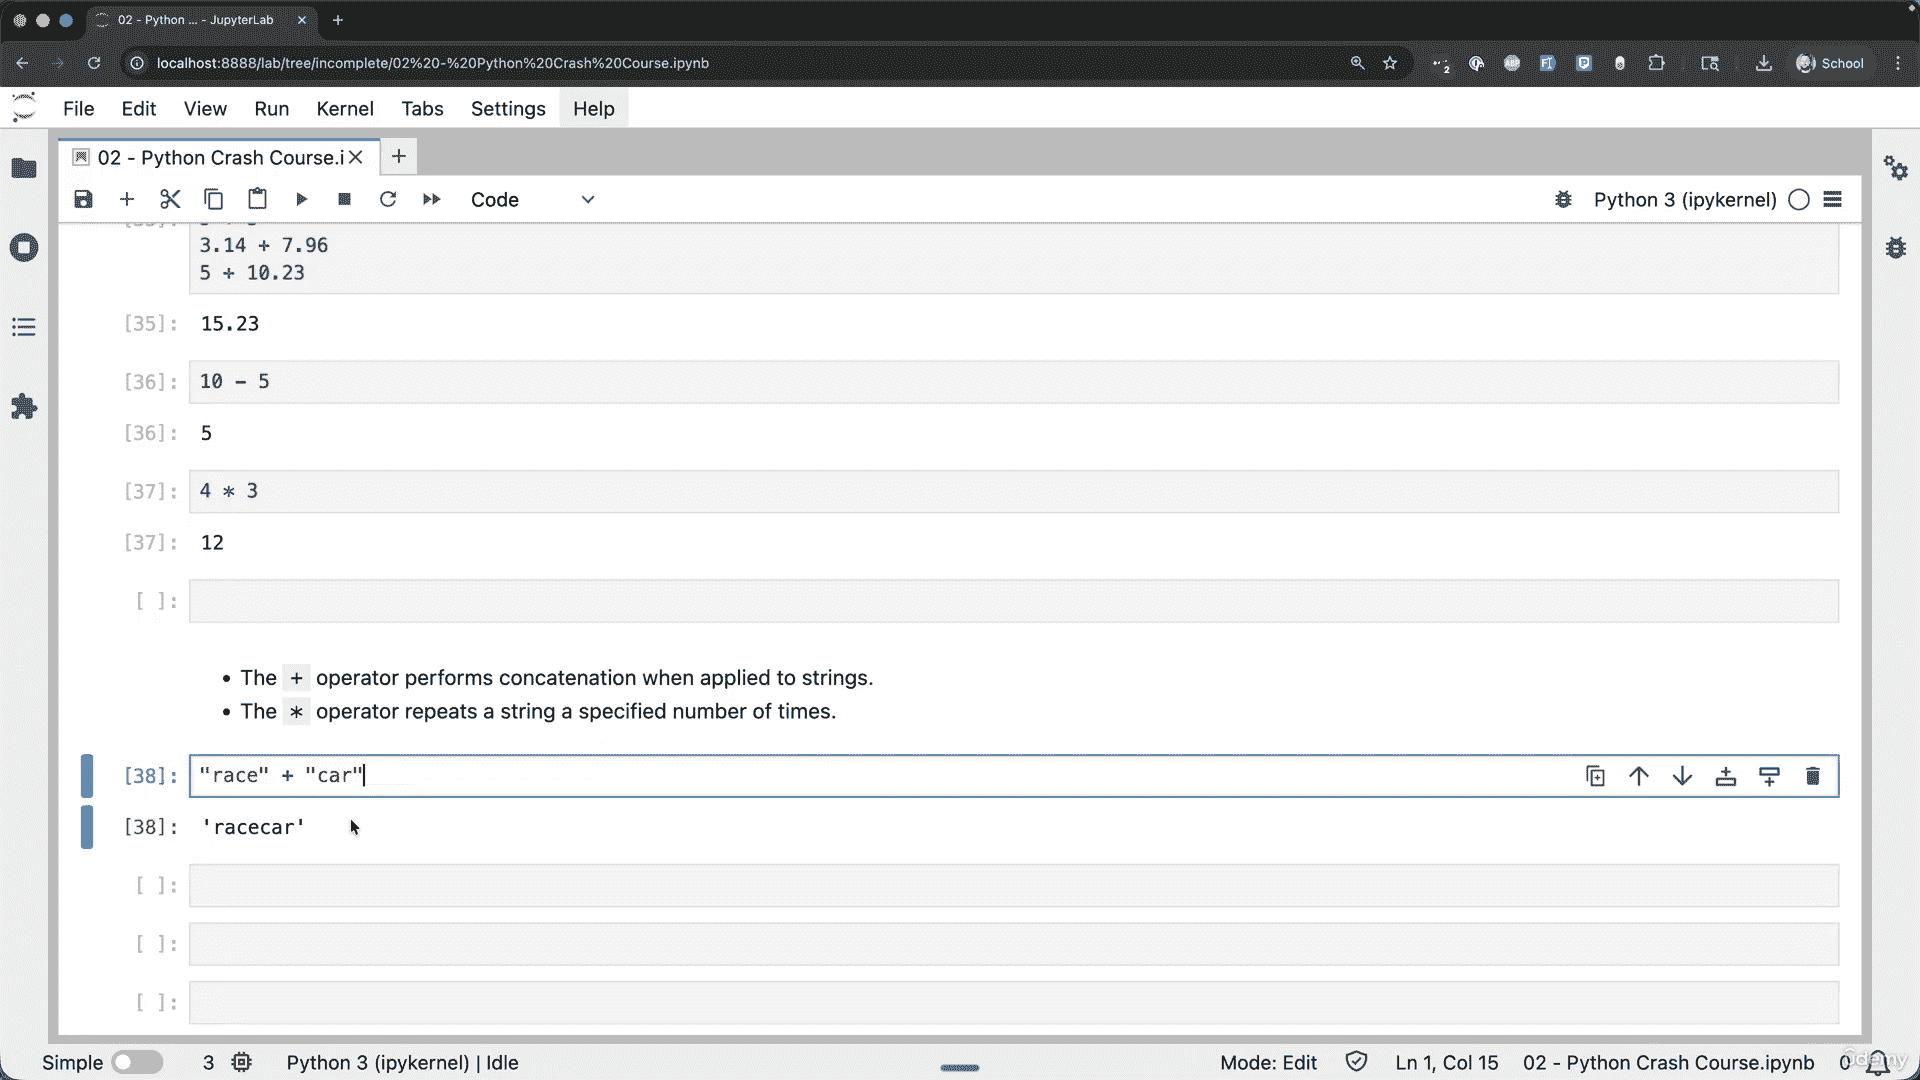 02 - Python ... - JupyterLab
localhost:8888/lab/tree/incomplete/02%20-%20Python%20Crash%20Course.ipynb
2
School
File Edit View Run Kernel Tabs Settings Help
02 - Python Crash Course.i
Code
Python 3 (ipykernel)
3.14 + 7.96
5 + 10.23
[35]: 15.23
[36]: 10 - 5
[36]: 5
[37]: 4 * 3
[37]: 12
[ ]:
• The + operator performs concatenation when applied to strings.
• The * operator repeats a string a specified number of times.
[38]: "race" + "car"
[38]: 'racecar'
[ ]:
[ ]:
[ ]:
Simple 3 Python 3 (ipykernel) | Idle Mode: Edit Ln 1, Col 15 02 - Python Crash Course.ipynb 0
udemy